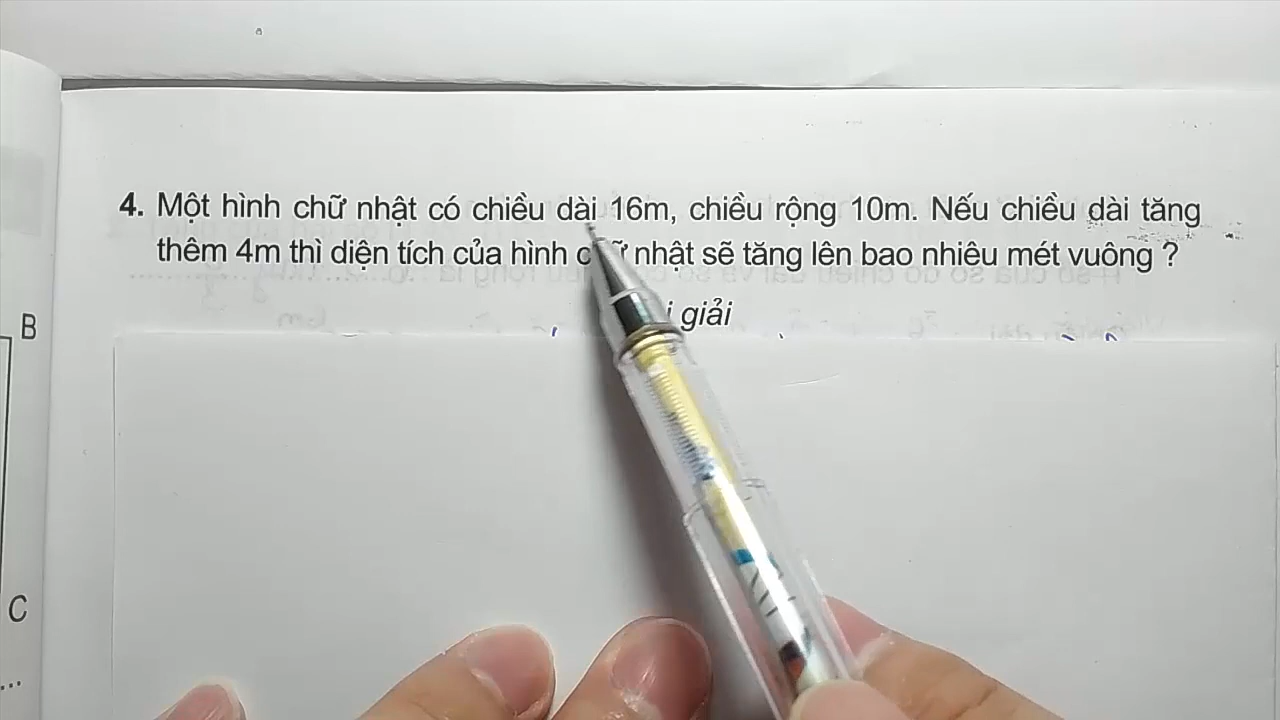 4. Một hình chữ nhật có chiều dài 16m, chiều rộng 10m. Nếu chiều dài tăng
thêm 4m thì diện tích của hình nhật sẽ tăng lên bao nhiêu mét vuông ?
giải
B
C
...